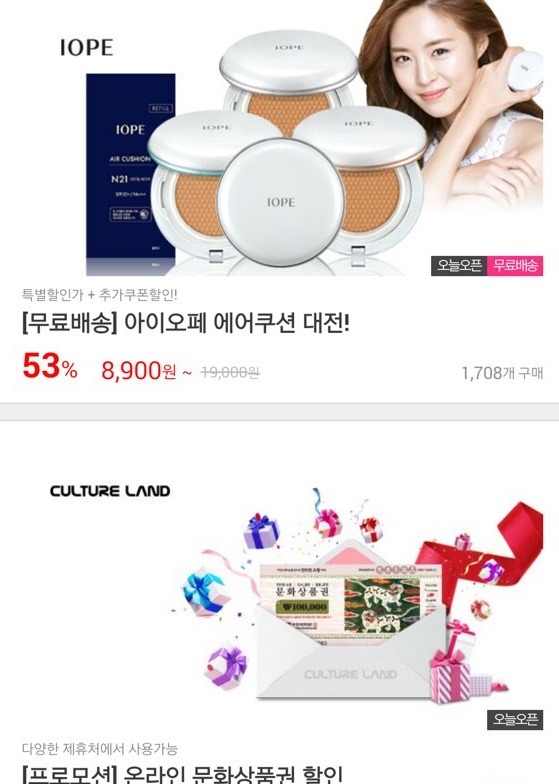 IOPE
REFILL
IOPE
AIR CUSHION
N21
IOPE
IOPE
IOPE
IOPE
오늘오픈 무료배송
특별할인가 + 추가쿠폰할인!
[무료배송] 아이오페 에어쿠션 대전!
53% 8,900원 ~ 19,000원 1,708개 구매
CULTURE LAND
문화상품권
₩100,000
CULTURE LAND
오늘오픈
다양한 제휴처에서 사용가능
[프로모션] 온라인 문화상품권 할인